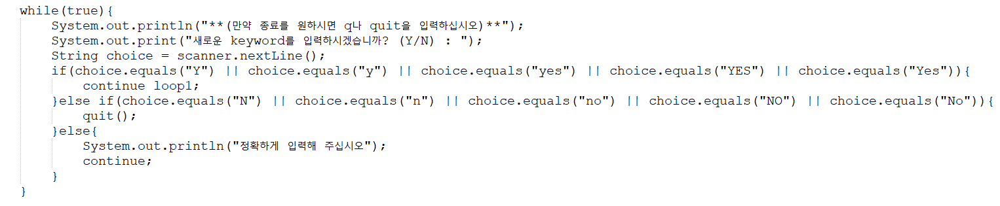 while(true){
System.out.println("**(만약 종료를 원하시면 q나 quit을 입력하십시오)**");
System.out.print("새로운 keyword를 입력하시겠습니까? (Y/N) : ");
String choice = scanner.nextLine();
if(choice.equals("Y") || choice.equals("y") || choice.equals("yes") || choice.equals("YES") || choice.equals("Yes")){
continue loop1;
}else if(choice.equals("N") || choice.equals("n") || choice.equals("no") || choice.equals("NO") || choice.equals("No")){
quit();
}else{
System.out.println("정확하게 입력해 주십시오");
continue;
}
}